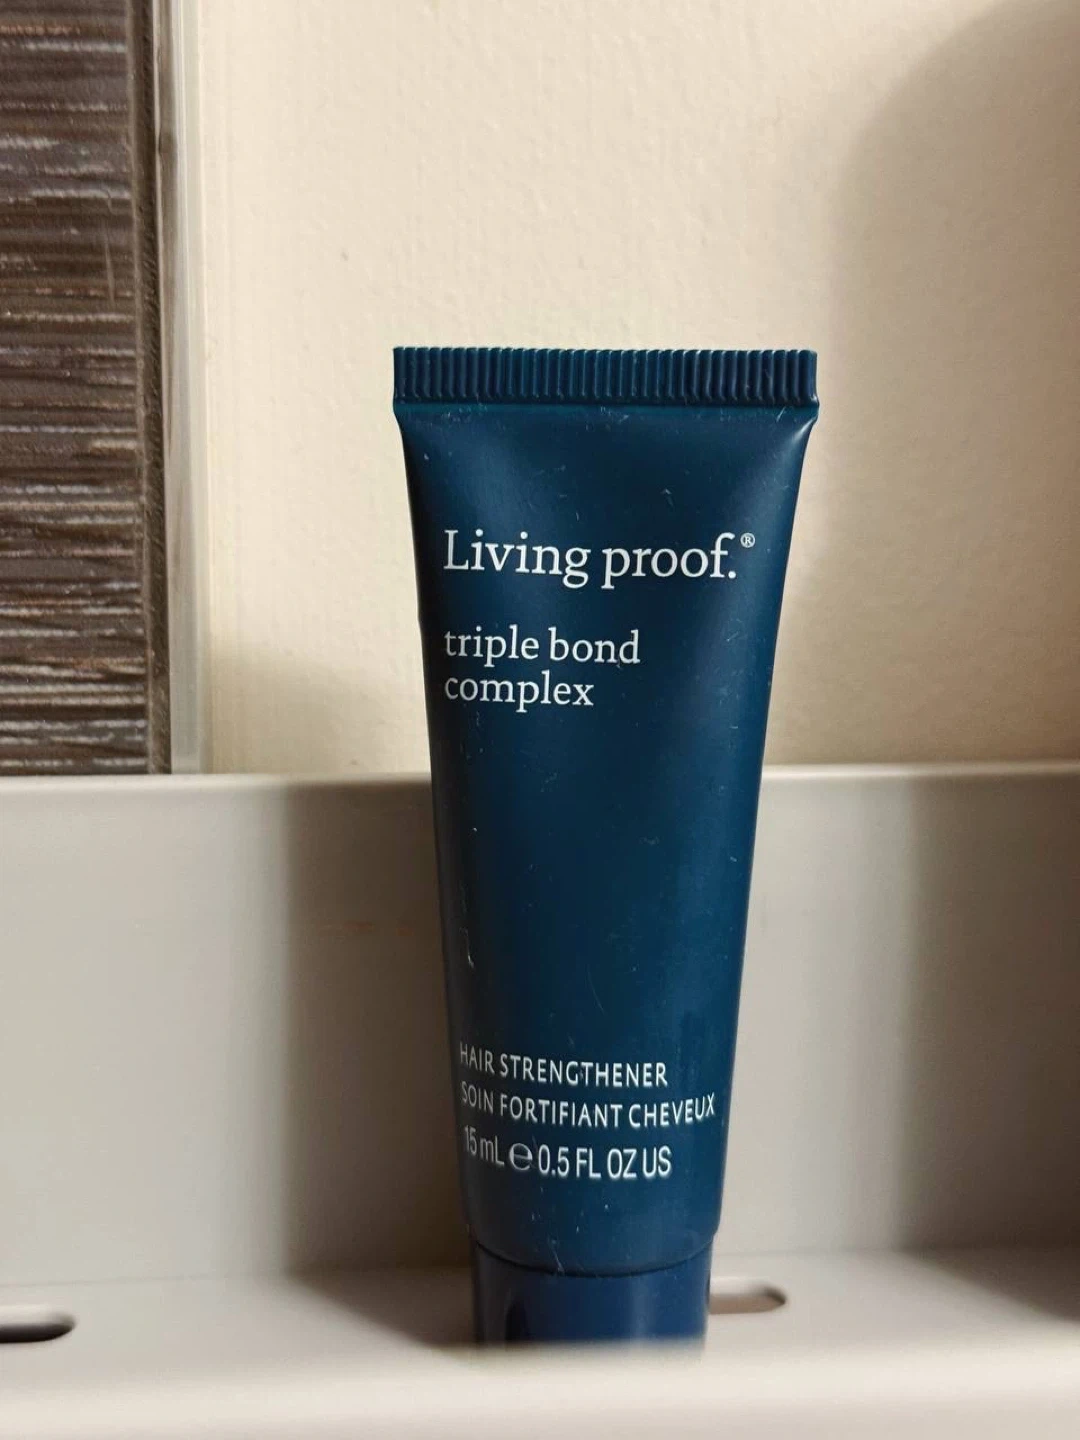 Living proof.®
triple bond
complex
HAIR STRENGTHENER
SOIN FORTIFIANT CHEVEUX
15 mL ℮ 0.5 FL OZ US